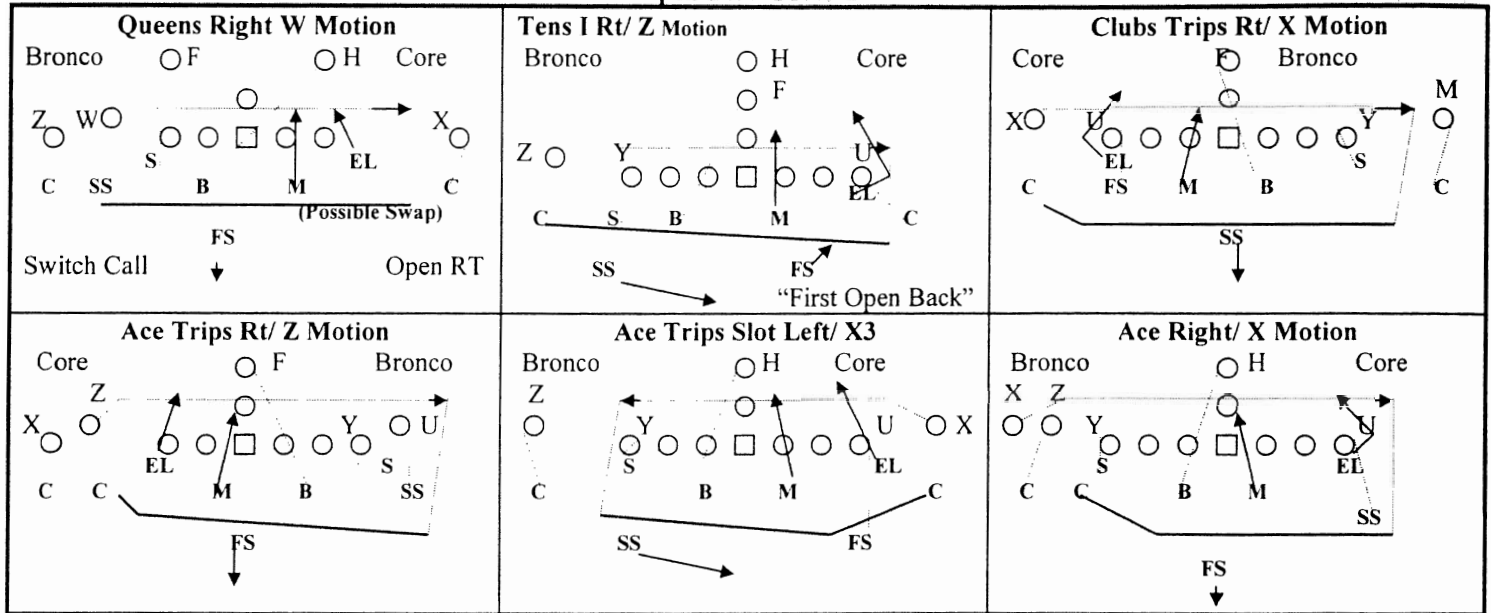 Queens Right W Motion
Bronco F H Core
Z W X
S EL
C SS B M C
(Possible Swap)
FS
Switch Call Open RT
Tens I Rt/ Z Motion
Bronco H Core
F
Z Y U
EL
C S B M C
SS FS
"First Open Back"
Clubs Trips Rt/ X Motion
Core F Bronco
M
X U Y
EL S
C FS M B C
SS
Ace Trips Rt/ Z Motion
Core F Bronco
Z
X Y U
EL S
C C M B SS
FS
Ace Trips Slot Left/ X3
Bronco H Core
Z
Y U X
S EL
C B M C
SS FS
Ace Right/ X Motion
Bronco H Core
X Z
Y U
S EL
C C B M
SS
FS